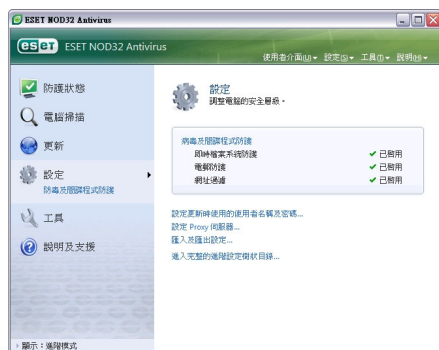 ESET NOD32 Antivirus
eset ESET NOD32 Antivirus
使用者介面(U) 設定(S) 工具(T) 說明(H)
防護狀態
電腦掃描
更新
設定
防毒及間諜程式防護
工具
說明及支援
設定
調整電腦的安全層級。
病毒及間諜程式防護
即時檔案系統防護 已啟用
電郵防護 已啟用
網址過濾 已啟用
設定更新時使用的使用者名稱及密碼...
設定 Proxy 伺服器...
匯入及匯出設定...
進入完整的進階設定樹狀目錄...
顯示：進階模式